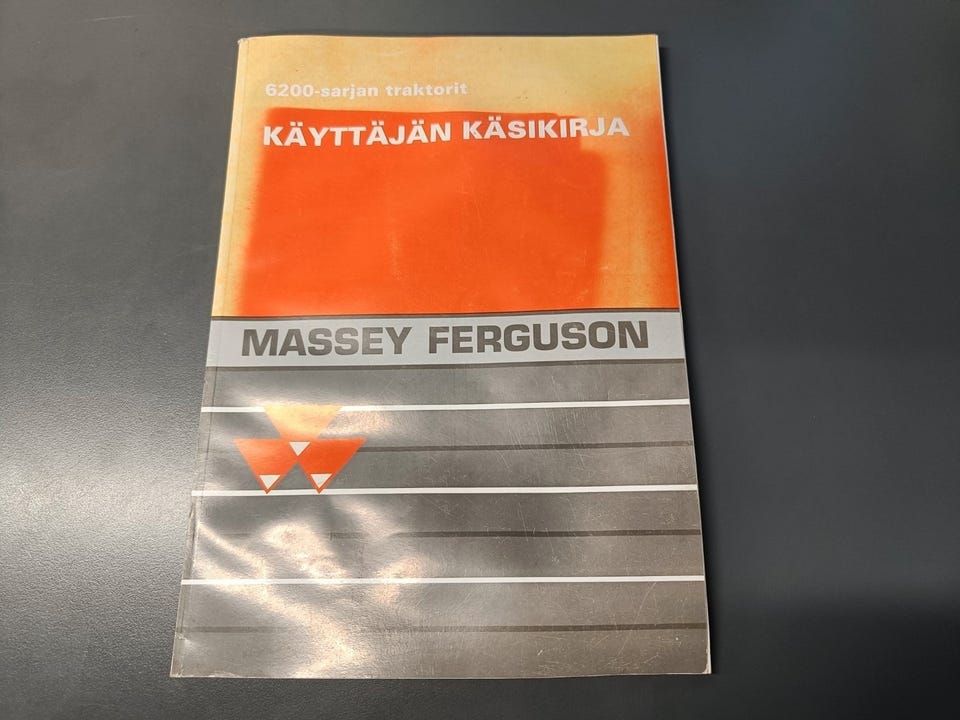 6200-sarjan traktorit
KÄYTTÄJÄN KÄSIKIRJA
MASSEY FERGUSON